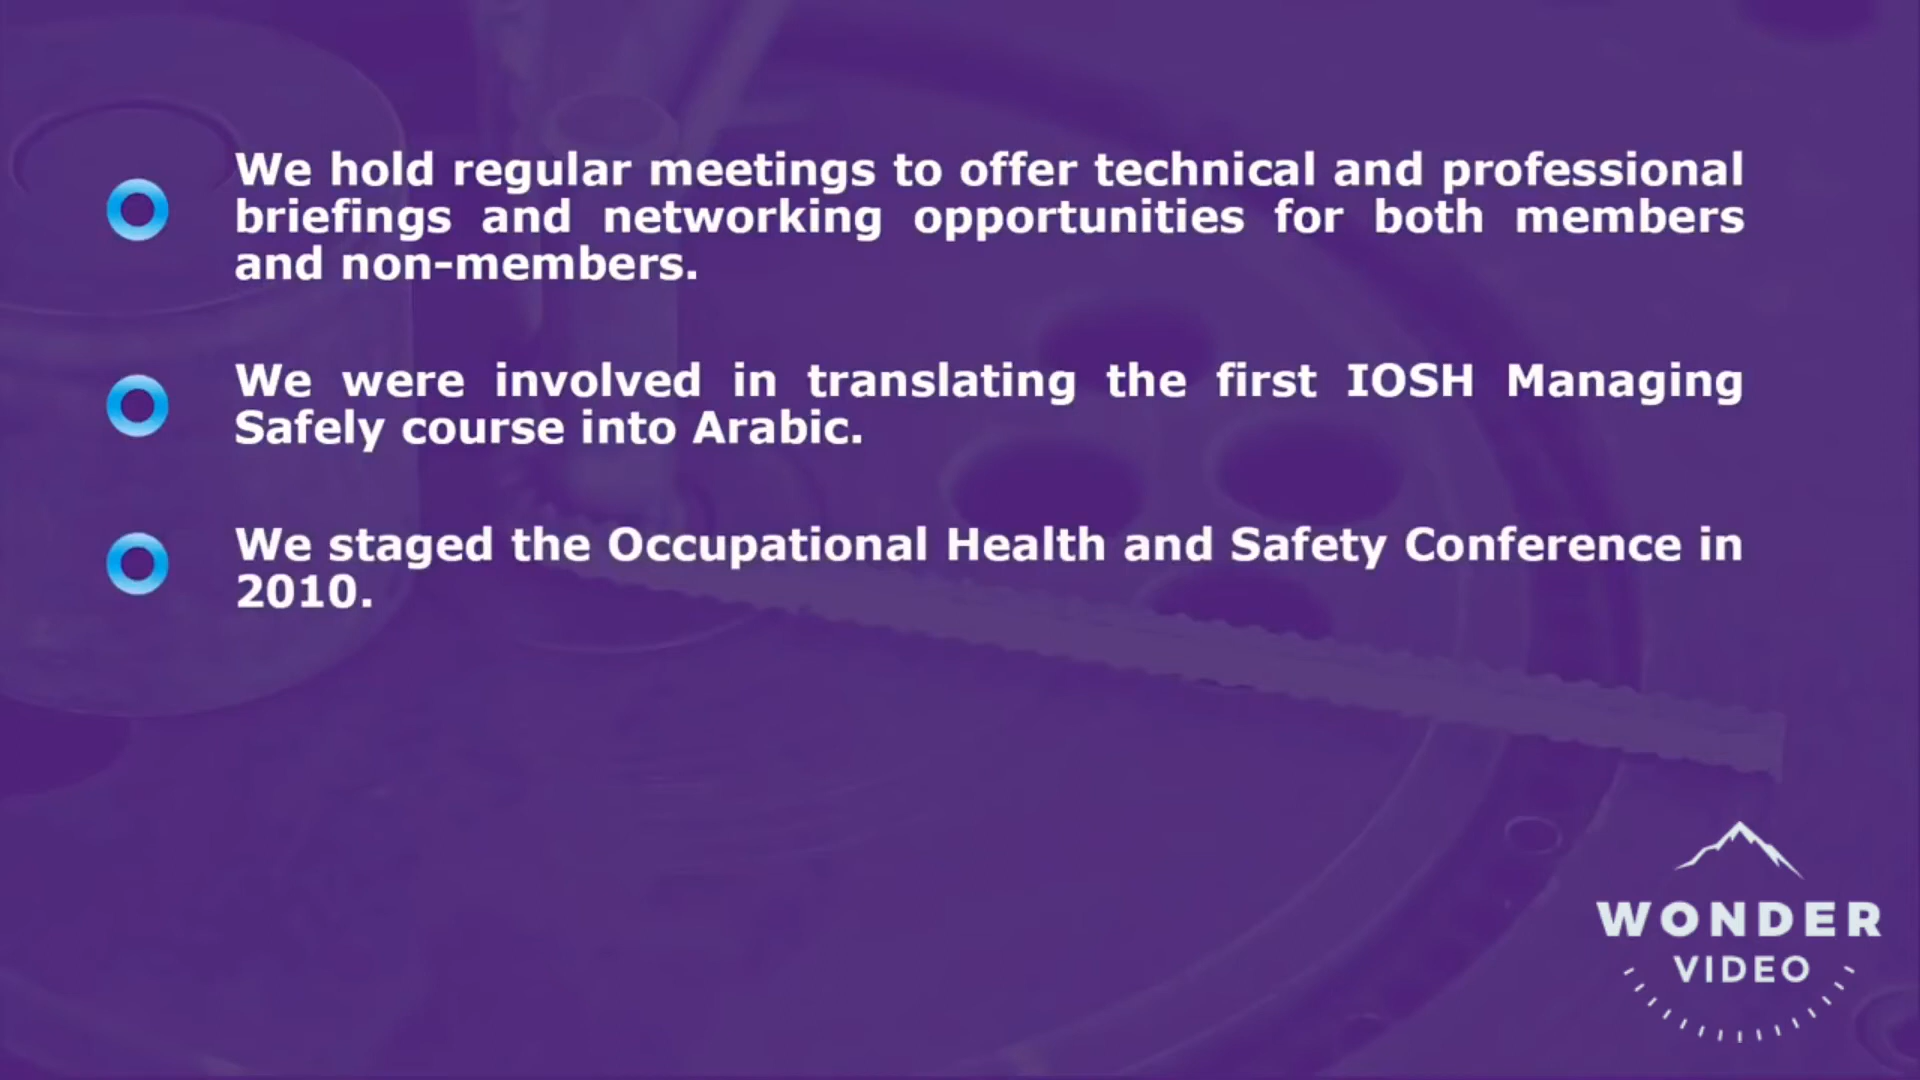 We hold regular meetings to offer technical and professional
briefings and networking opportunities for both members
and non-members.
We were involved in translating the first IOSH Managing
Safely course into Arabic.
We staged the Occupational Health and Safety Conference in
2010.
WONDER
VIDEO